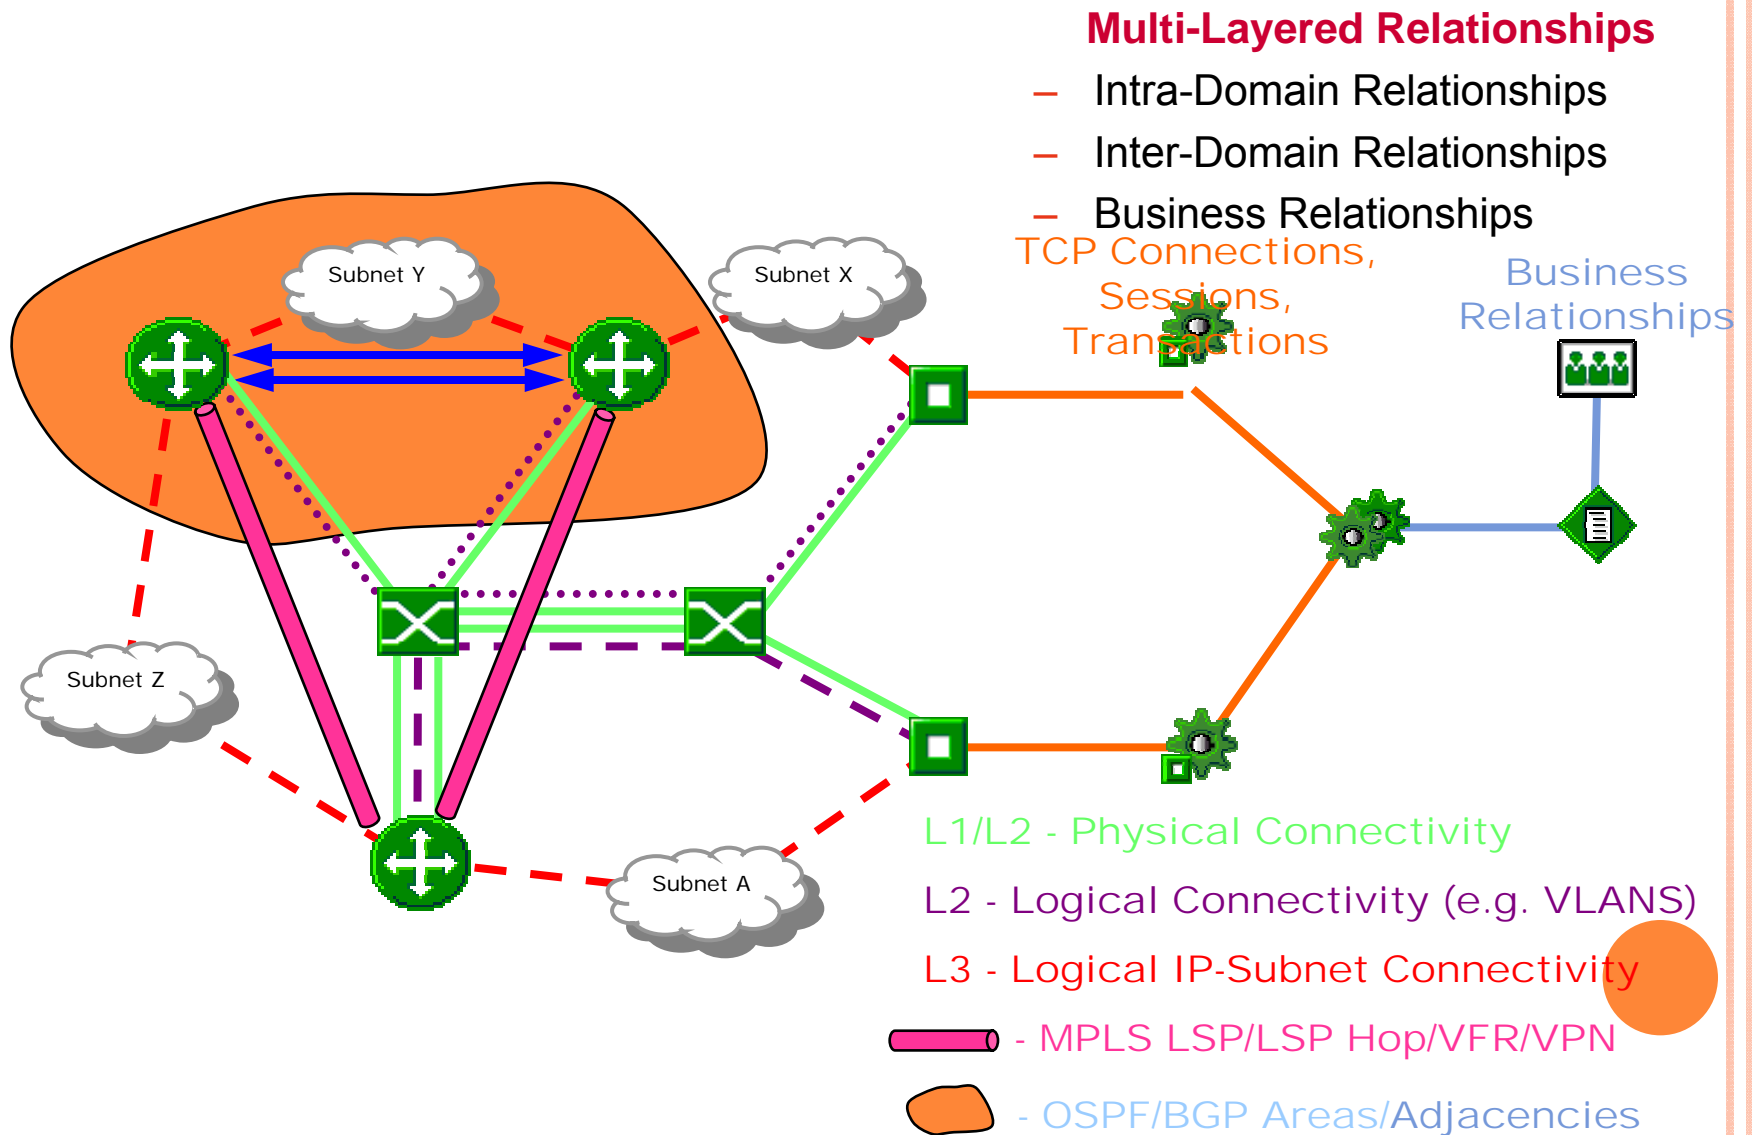 Multi-Layered Relationships
– Intra-Domain Relationships
– Inter-Domain Relationships
– Business Relationships
TCP Connections,
Sessions,
Transactions
Business
Relationships
Subnet Y
Subnet X
Subnet Z
Subnet A
L1/L2 - Physical Connectivity
L2 - Logical Connectivity (e.g. VLANS)
L3 - Logical IP-Subnet Connectivity
- MPLS LSP/LSP Hop/VFR/VPN
- OSPF/BGP Areas/Adjacencies